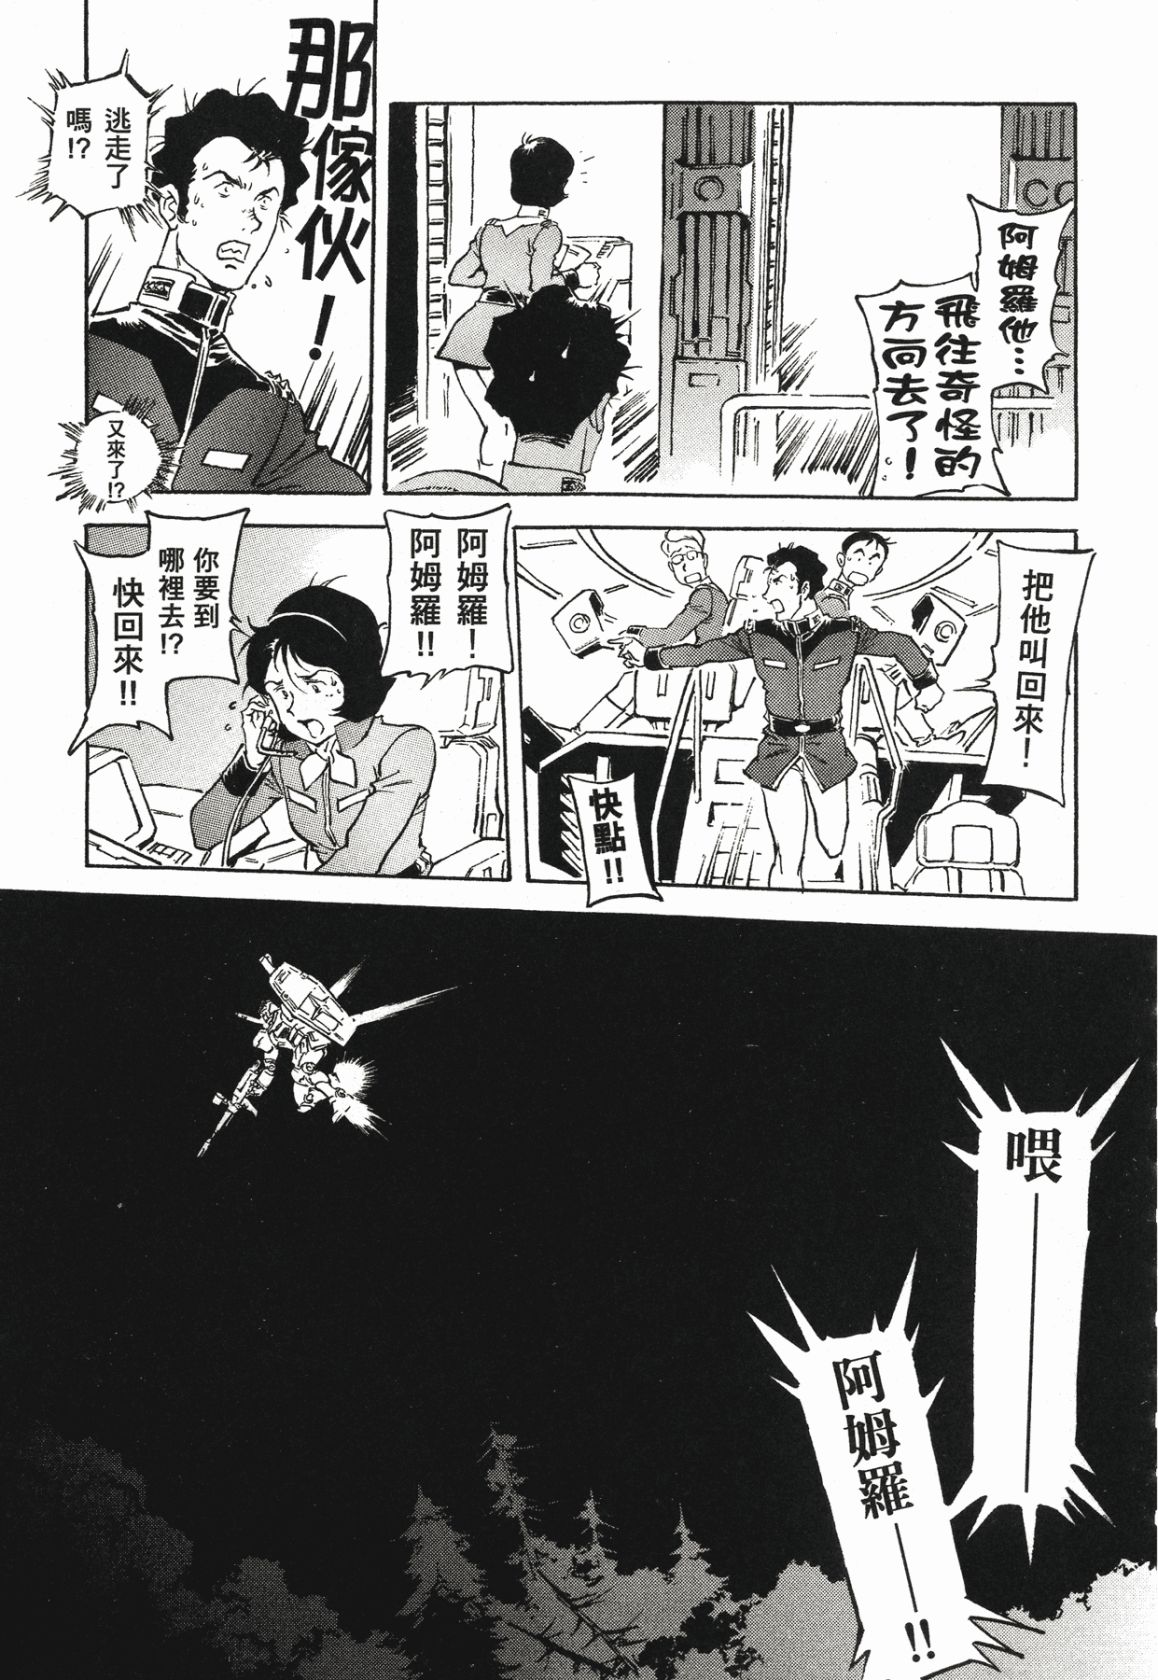 阿姆羅他…
飛往奇怪的
方向去了！
那傢伙！
逃走了
嗎!?
又來了!?
把他叫回來！
快點!!
阿姆羅！
阿姆羅!!
你要到
哪裡去!?
快回來!!
喂——
阿姆羅——!!